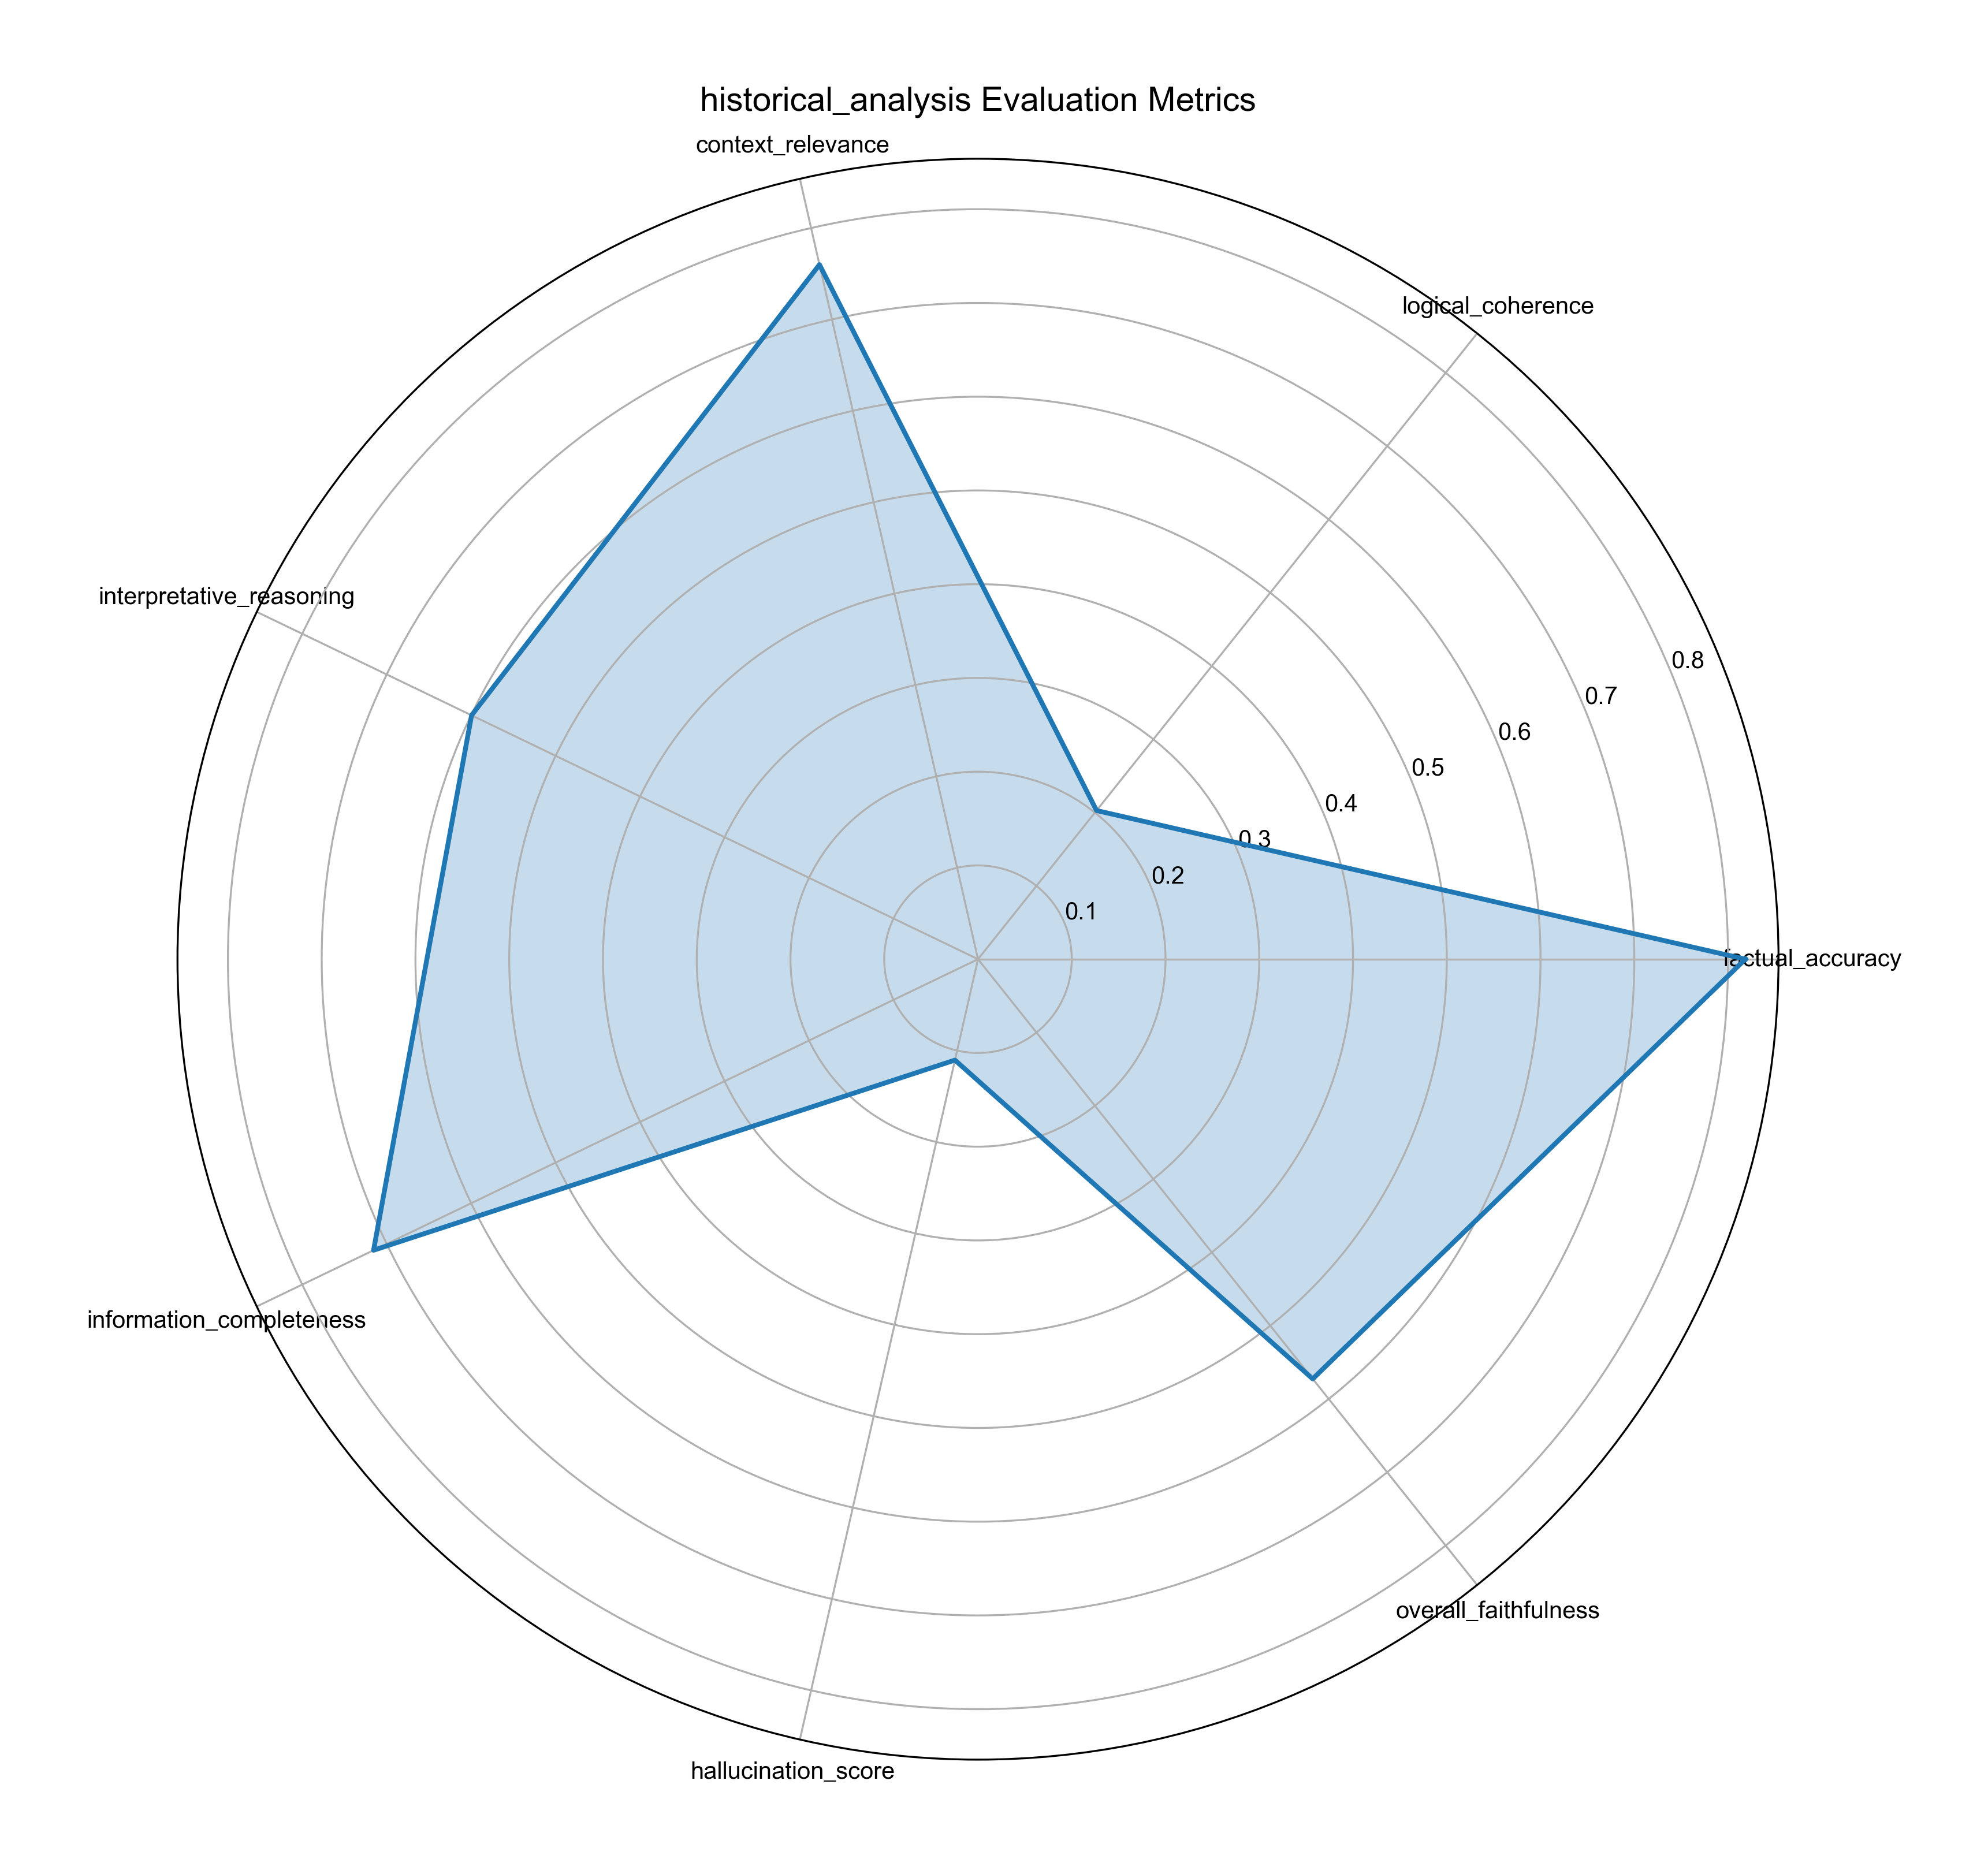 historical_analysis Evaluation Metrics
context_relevance
logical_coherence
interpretative_reasoning
0.8
0.7
0.6
0.5
0.4
0.3
0.2
0.1
factual_accuracy
information_completeness
overall_faithfulness
hallucination_score